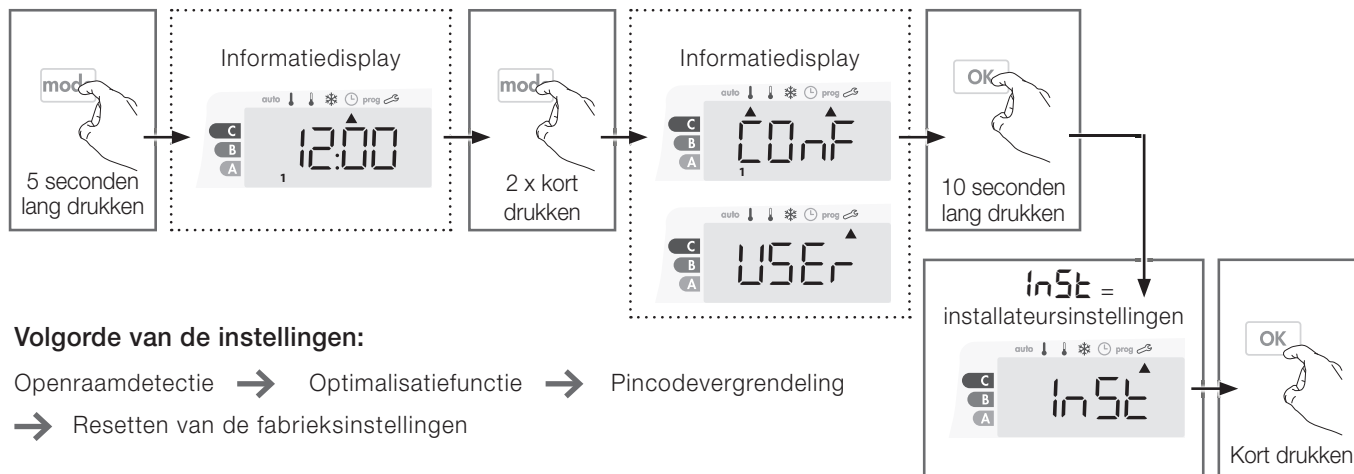 mod
5 seconden
lang drukken
Informatiedisplay
auto prog
C
B
A
12:00
1
mod
2 x kort
drukken
Informatiedisplay
auto prog
C
B
A
COnF
1
auto prog
C
B
A
USEr
OK
10 seconden
lang drukken
InSt =
installateursinstellingen
auto prog
C
B
A
InSt
OK
Kort drukken
Volgorde van de instellingen:
Openraamdetectie → Optimalisatiefunctie → Pincodevergrendeling
→ Resetten van de fabrieksinstellingen